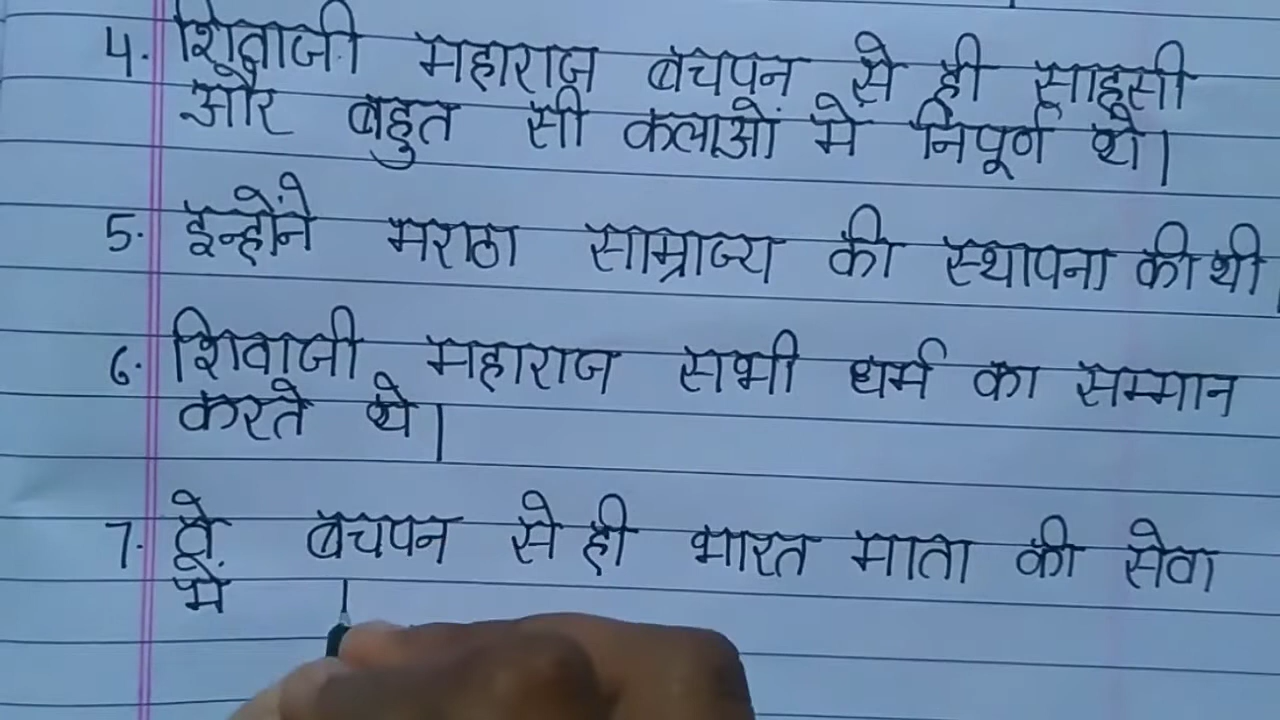 4. शिवाजी महाराज बचपन से ही साहसी
और बहुत सी कलाओं मे निपूर्ण थे।
5. इन्होंने मराठा साम्राज्य की स्थापना की थी।
6. शिवाजी महाराज सभी धर्म का सम्मान
करते थे।
7. वे बचपन से ही भारत माता की सेवा
में